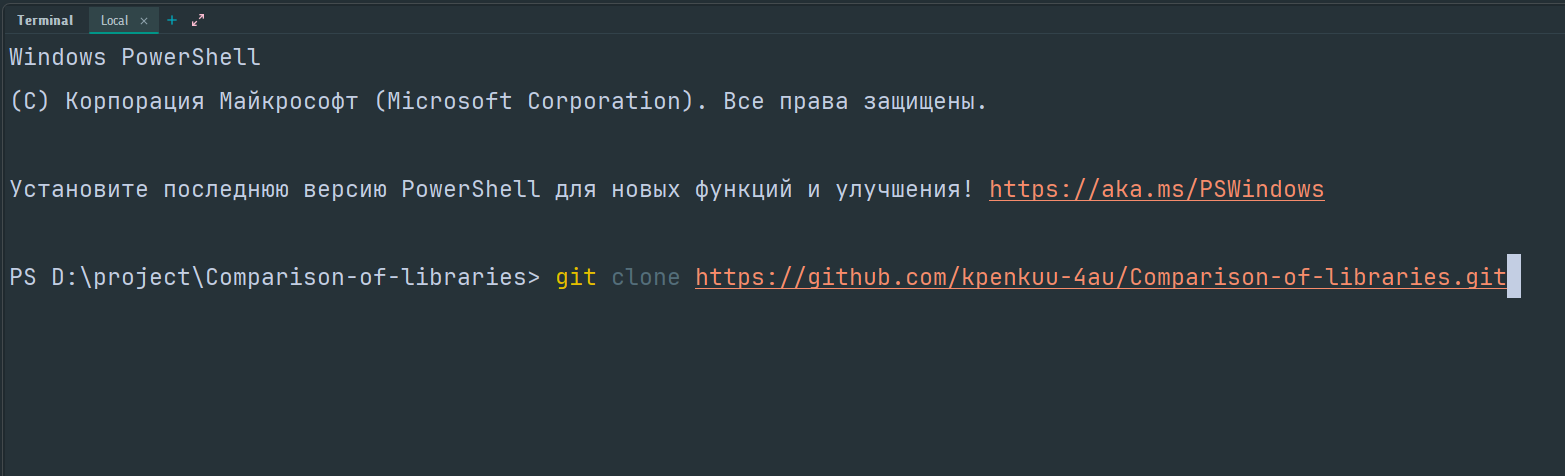 Terminal Local × +
Windows PowerShell
(C) Корпорация Майкрософт (Microsoft Corporation). Все права защищены.
Установите последнюю версию PowerShell для новых функций и улучшения! https://aka.ms/PSWindows
PS D:\project\Comparison-of-libraries> git clone https://github.com/kpenkuu-4au/Comparison-of-libraries.git